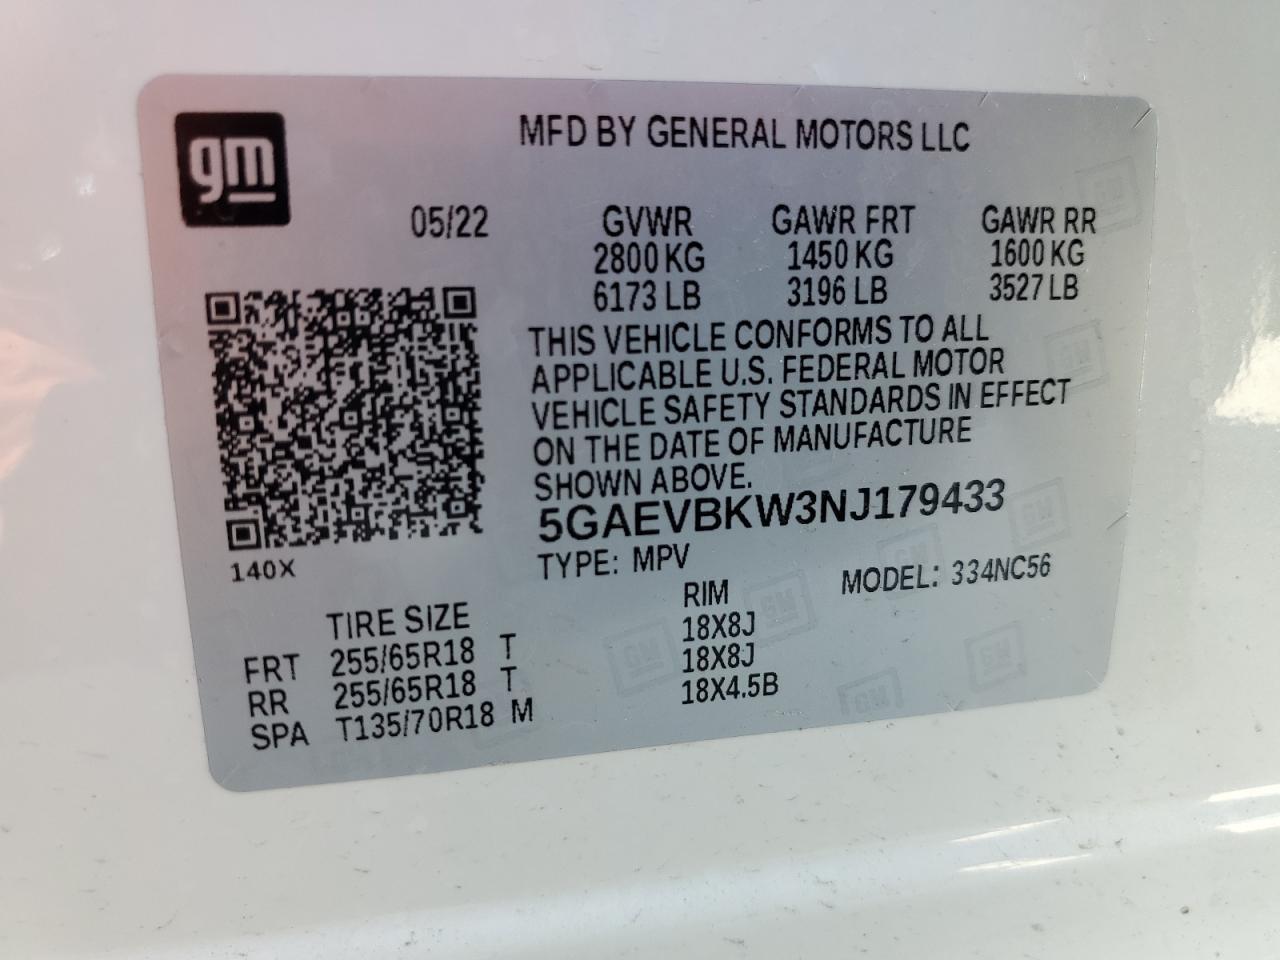 gm
MFD BY GENERAL MOTORS LLC
05/22 GVWR GAWR FRT GAWR RR
2800 KG 1450 KG 1600 KG
6173 LB 3196 LB 3527 LB
THIS VEHICLE CONFORMS TO ALL
APPLICABLE U.S. FEDERAL MOTOR
VEHICLE SAFETY STANDARDS IN EFFECT
ON THE DATE OF MANUFACTURE
SHOWN ABOVE.
5GAEVBKW3NJ179433
140X
TYPE: MPV MODEL: 334NC56
TIRE SIZE RIM
FRT 255/65R18 T 18X8J
RR 255/65R18 T 18X8J
SPA T135/70R18 M 18X4.5B